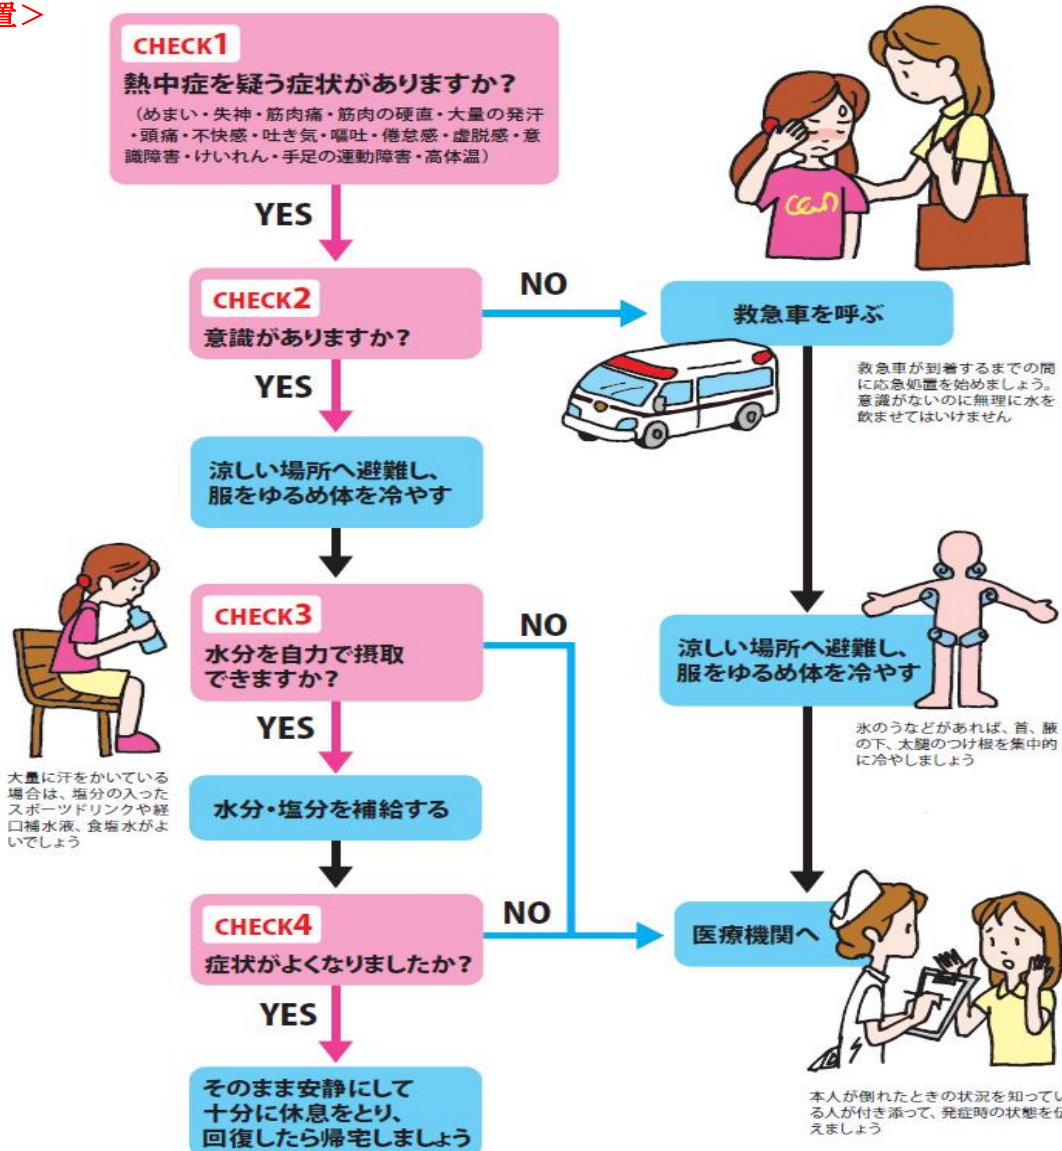 置＞
CHECK1
熱中症を疑う症状がありますか？
（めまい・失神・筋肉痛・筋肉の硬直・大量の発汗
・頭痛・不快感・吐き気・嘔吐・倦怠感・虚脱感・意
識障害・けいれん・手足の運動障害・高体温）
YES
CHECK2
意識がありますか？
NO
救急車を呼ぶ
救急車が到着するまでの間
に応急処置を始めましょう。
意識がないのに無理に水を
飲ませてはいけません
YES
涼しい場所へ避難し、
服をゆるめ体を冷やす
CHECK3
水分を自力で摂取
できますか？
NO
涼しい場所へ避難し、
服をゆるめ体を冷やす
氷のうなどがあれば、首、腋
の下、太腿のつけ根を集中的
に冷やしましょう
YES
大量に汗をかいている
場合は、塩分の入った
スポーツドリンクや経
口補水液、食塩水がよ
いでしょう
水分・塩分を補給する
CHECK4
症状がよくなりましたか？
NO
医療機関へ
本人が倒れたときの状況を知ってい
る人が付き添って、発症時の状態を伝
えましょう
YES
そのまま安静にして
十分に休息をとり、
回復したら帰宅しましょう